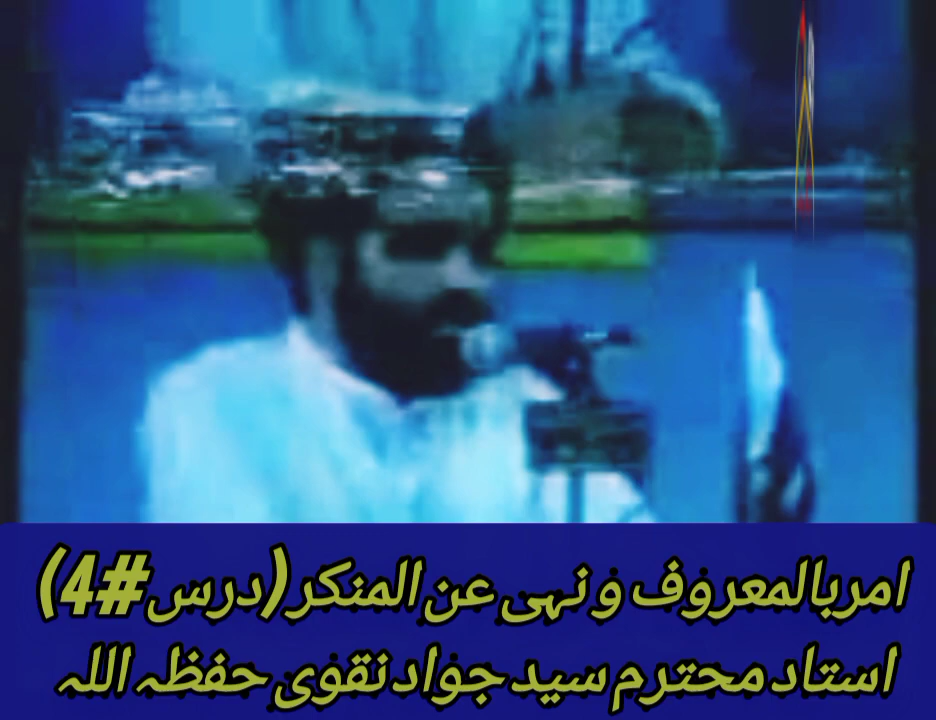 امربالمعروف و نہی عن المنکر (درس#4)
استاد محترم سید جواد نقوی حفظہ اللہ